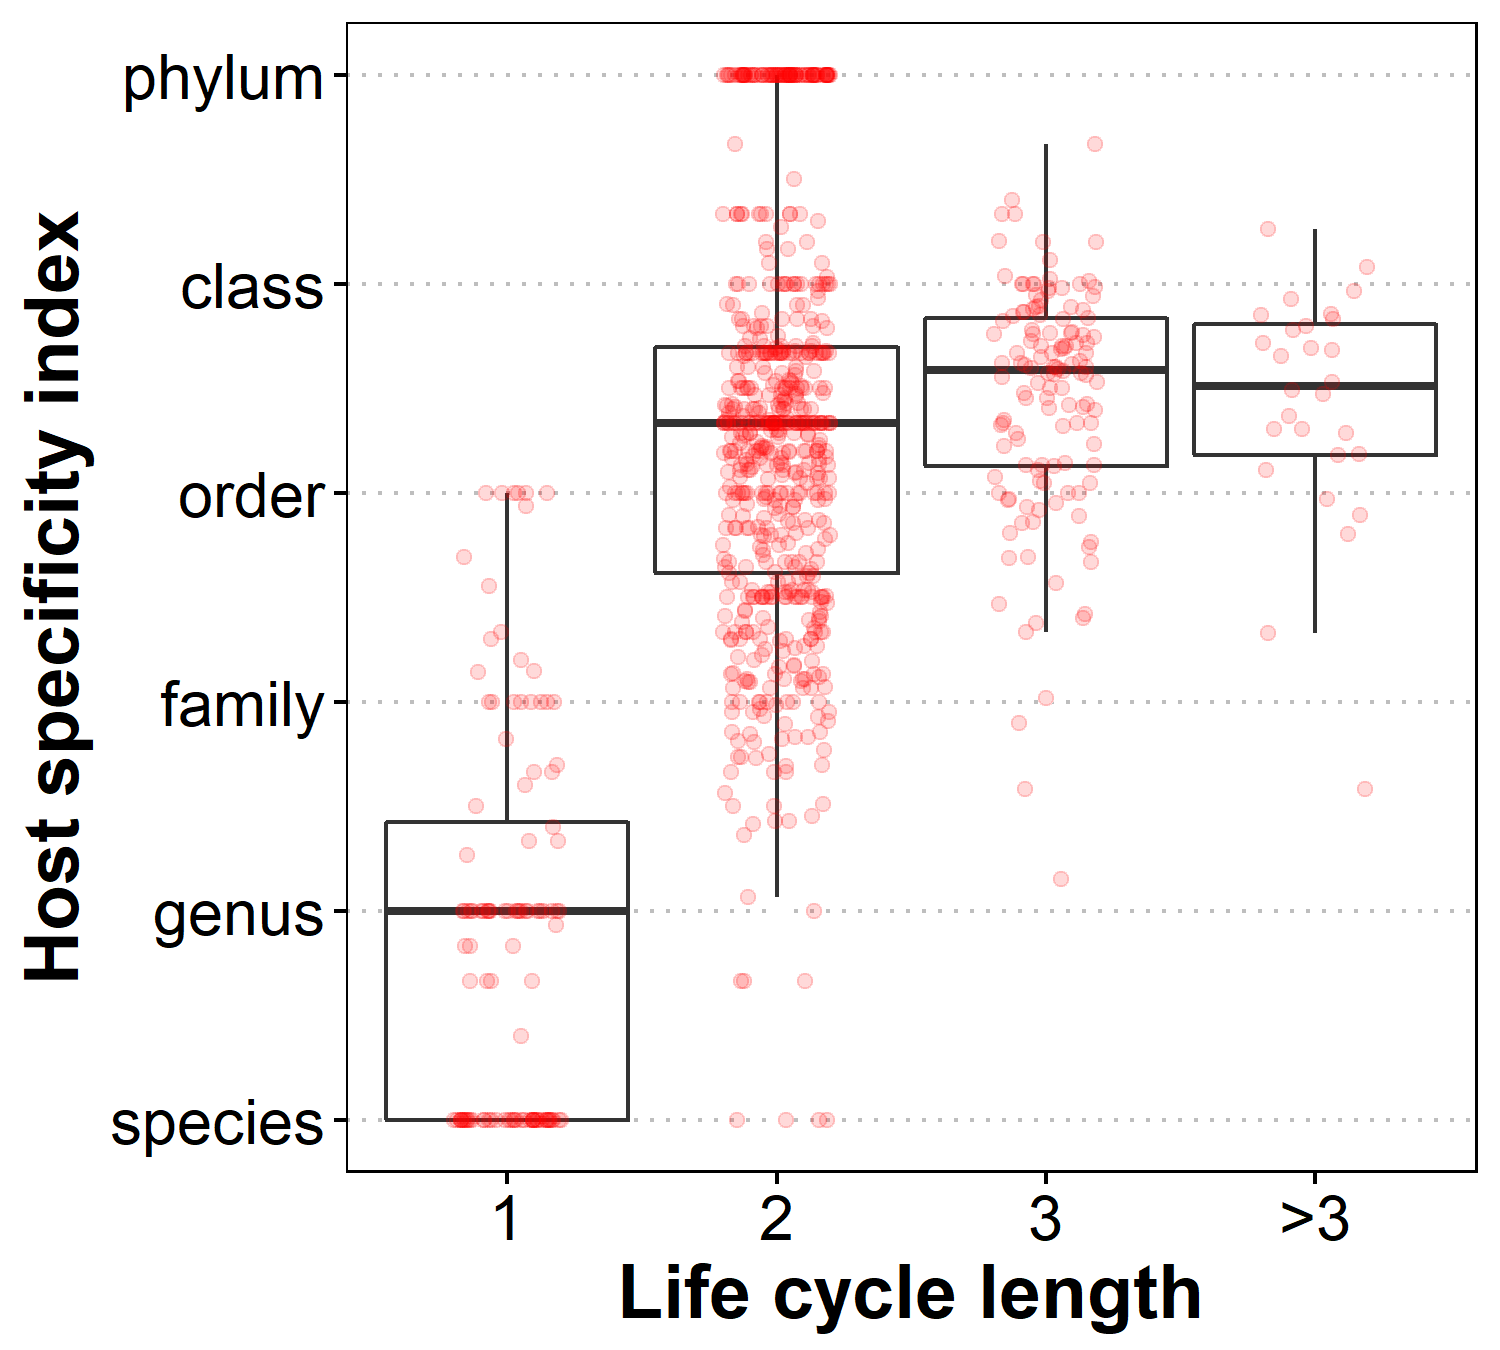 Host specificity index
phylum
class
order
family
genus
species
1 2 3 >3
Life cycle length